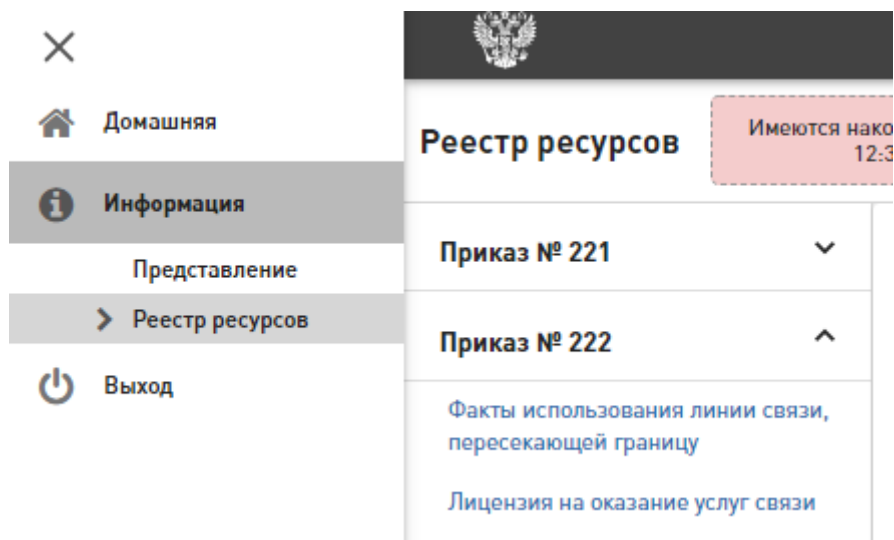 Домашняя
Информация
Представление
Реестр ресурсов
Выход
Реестр ресурсов
Имеются
Приказ № 221
Приказ № 222
Факты использования линии связи,
пересекающей границу
Лицензия на оказание услуг связи